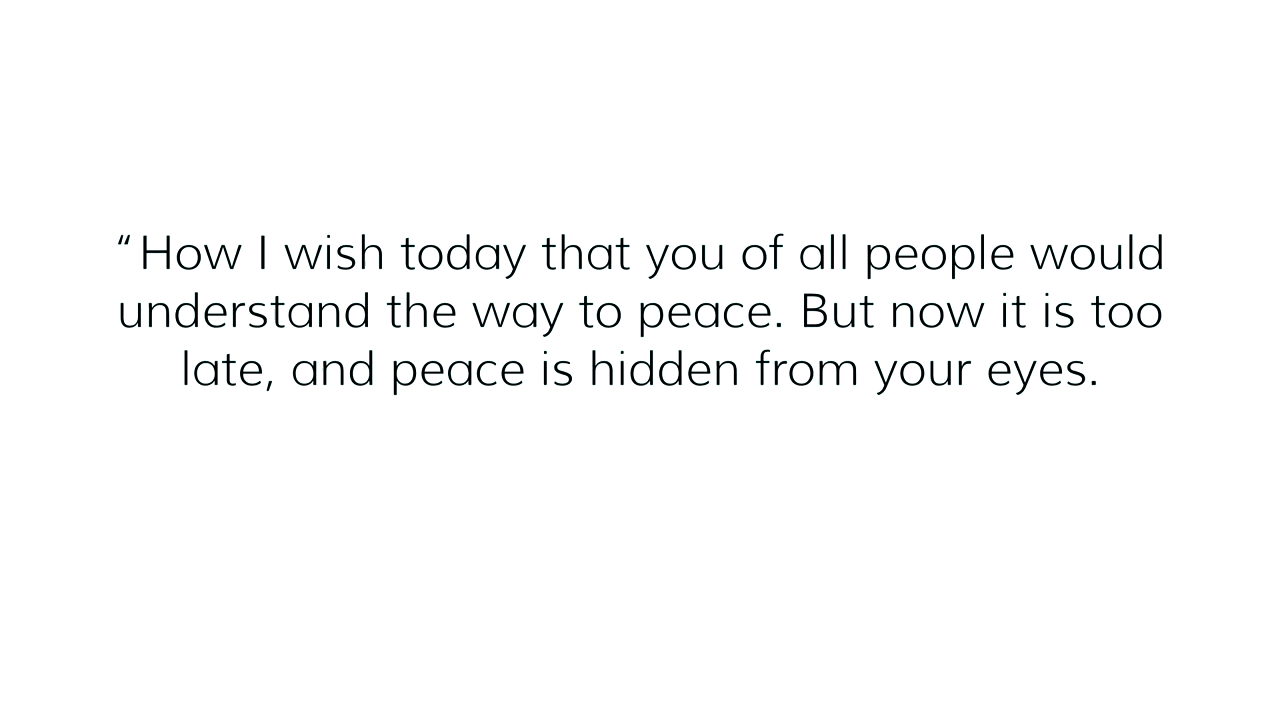 “How I wish today that you of all people would
understand the way to peace. But now it is too
late, and peace is hidden from your eyes.